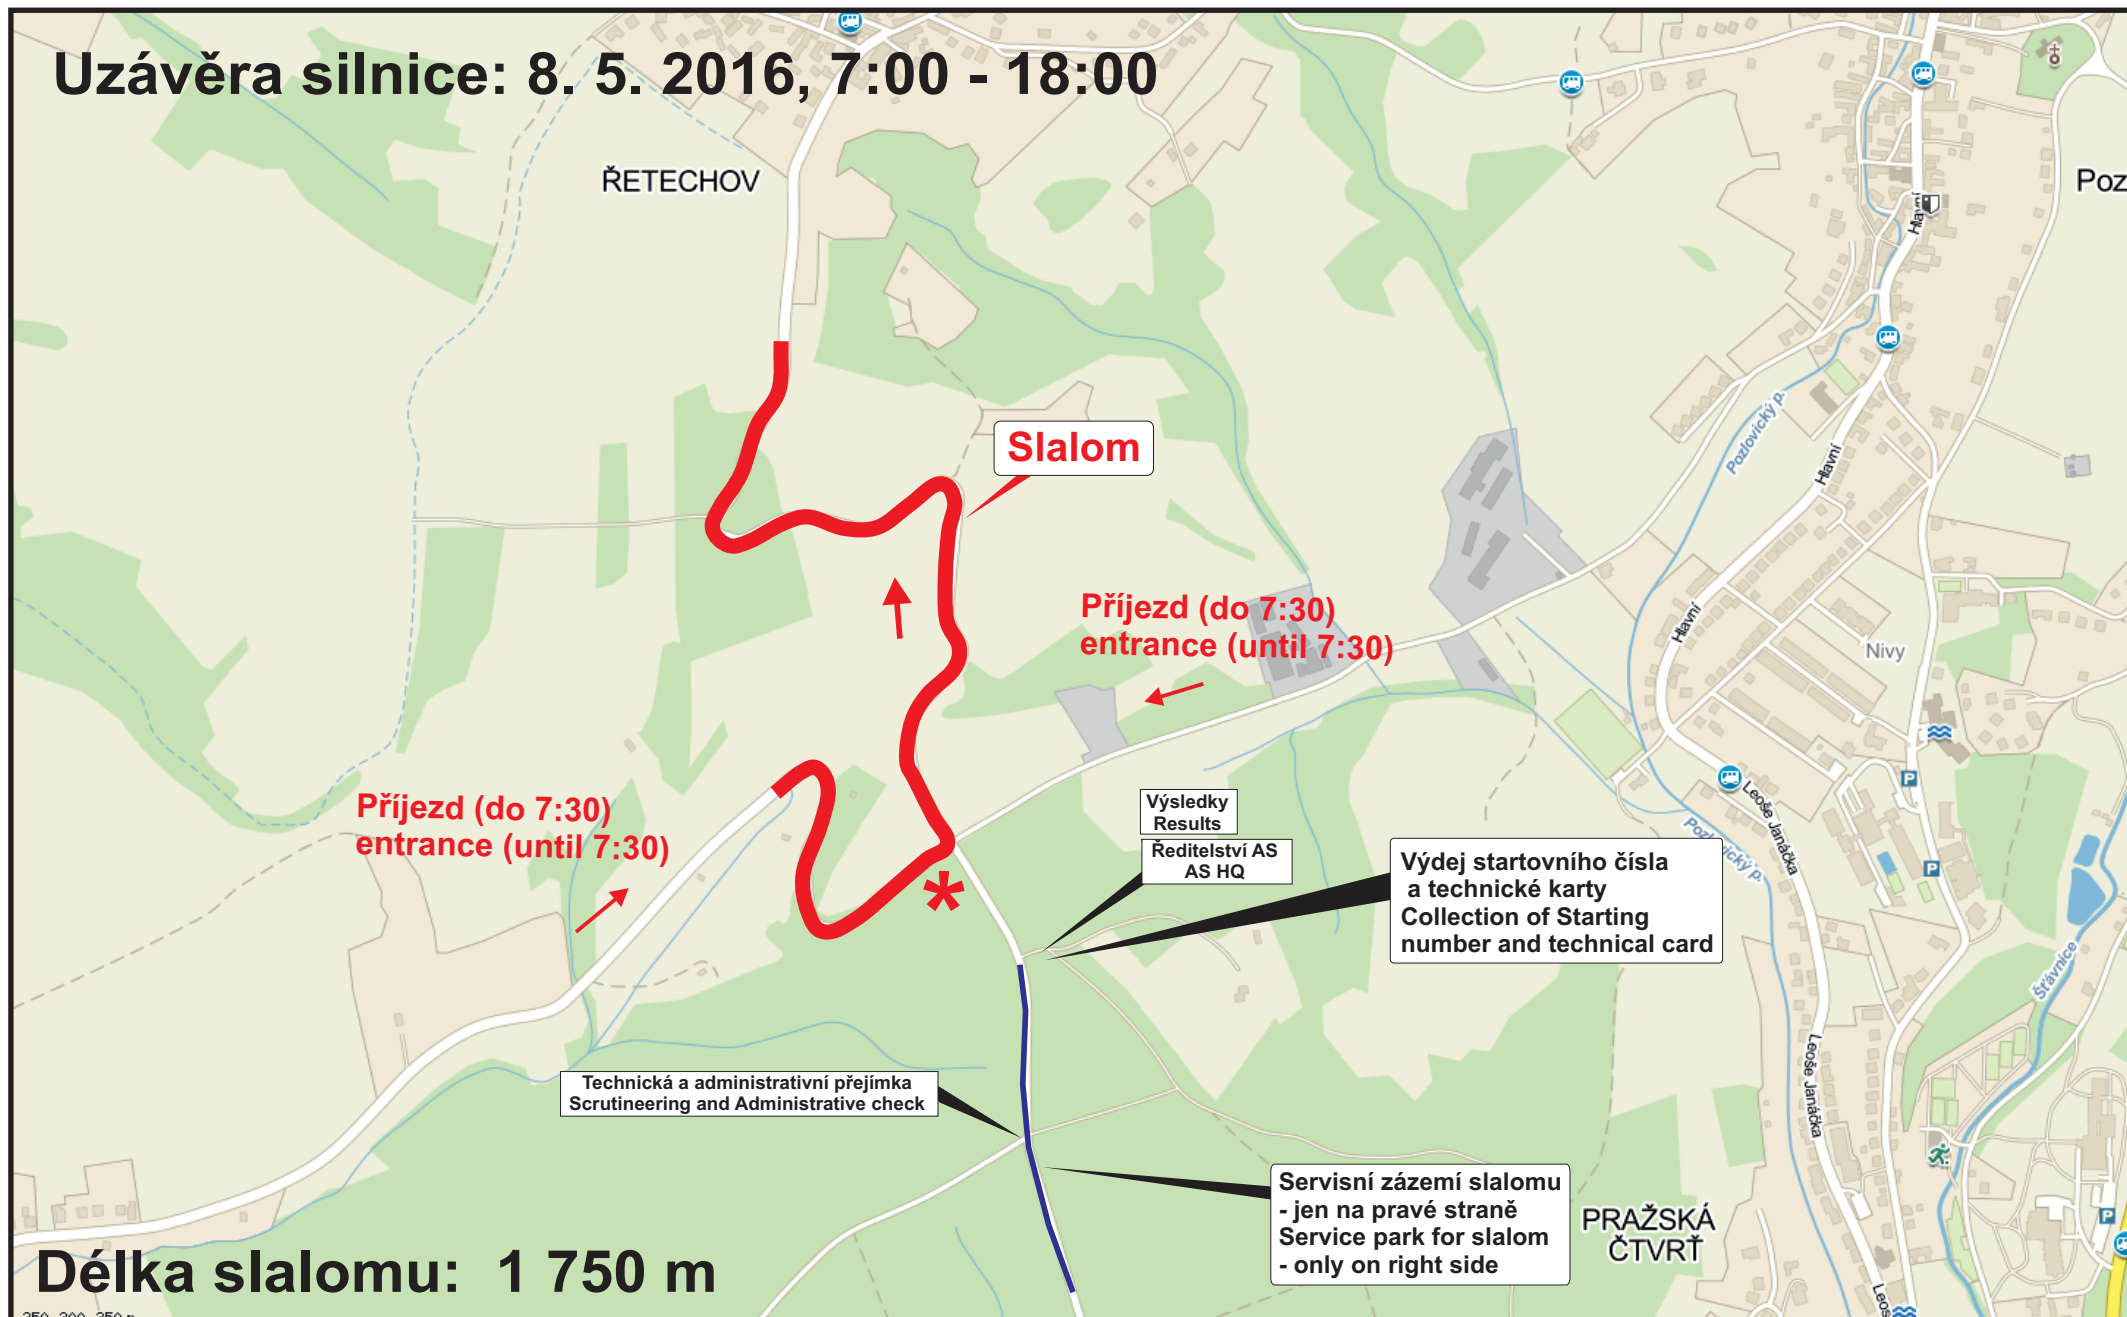 Uzávěra silnice: 8. 5. 2016, 7:00 - 18:00
ŘETECHOV
Poz
Hlavní
Slalom
Pozlovický p.
Hlavní
Příjezd (do 7:30)
entrance (until 7:30)
Hlavní
Nivy
Příjezd (do 7:30)
entrance (until 7:30)
*
Výsledky
Results
Ředitelství AS
AS HQ
Leoše Janáčka
P
Pozlovický p.
P
Výdej startovního čísla
a technické karty
Collection of Starting
number and technical card
Šťávnice
Leoše Janáčka
Technická a administrativní přejímka
Scrutineering and Administrative check
Servisní zázemí slalomu
- jen na pravé straně
Service park for slalom
- only on right side
PRAŽSKÁ
ČTVRŤ
P
Délka slalomu: 1 750 m
Leoš